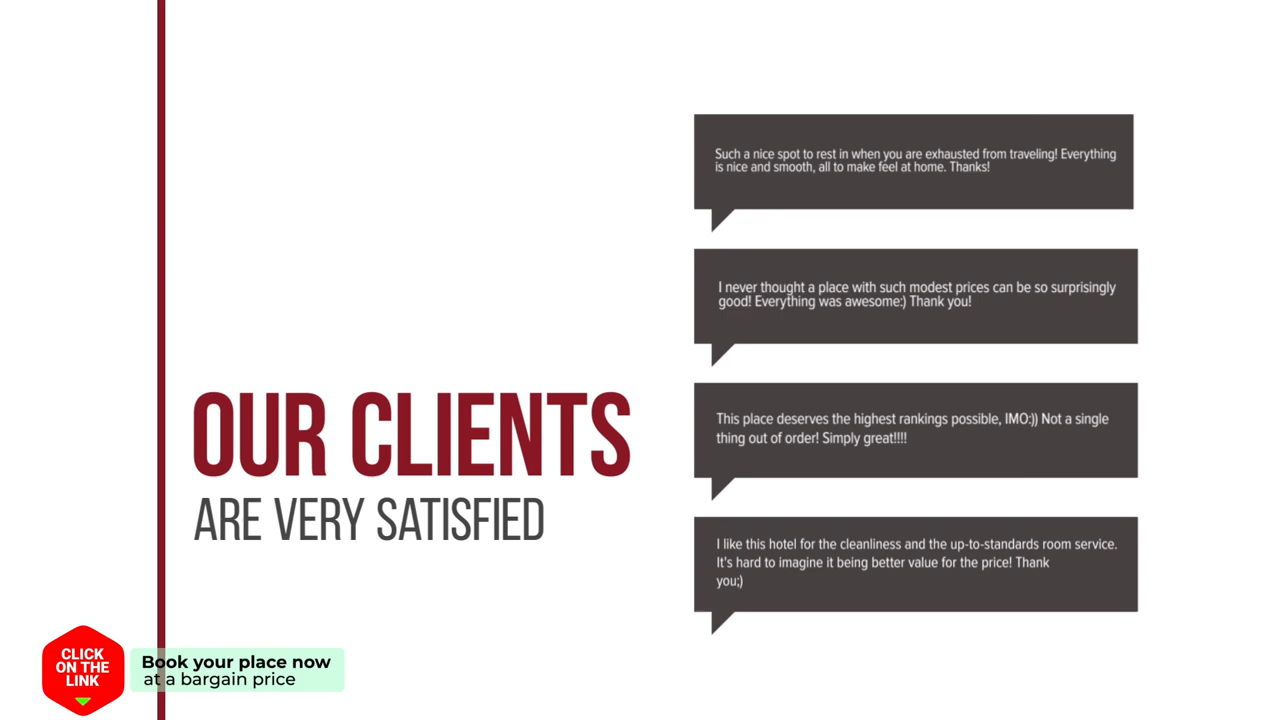 Such a nice spot to rest in when you are exhausted from traveling! Everything
is nice and smooth, all to make feel at home. Thanks!
I never thought a place with such modest prices can be so surprisingly
good! Everything was awesome:) Thank you!
OUR CLIENTS
ARE VERY SATISFIED
This place deserves the highest rankings possible, IMO:)) Not a single
thing out of order! Simply great!!!!
I like this hotel for the cleanliness and the up-to-standards room service.
It's hard to imagine it being better value for the price! Thank
you;)
CLICK
ON THE
LINK
Book your place now
at a bargain price